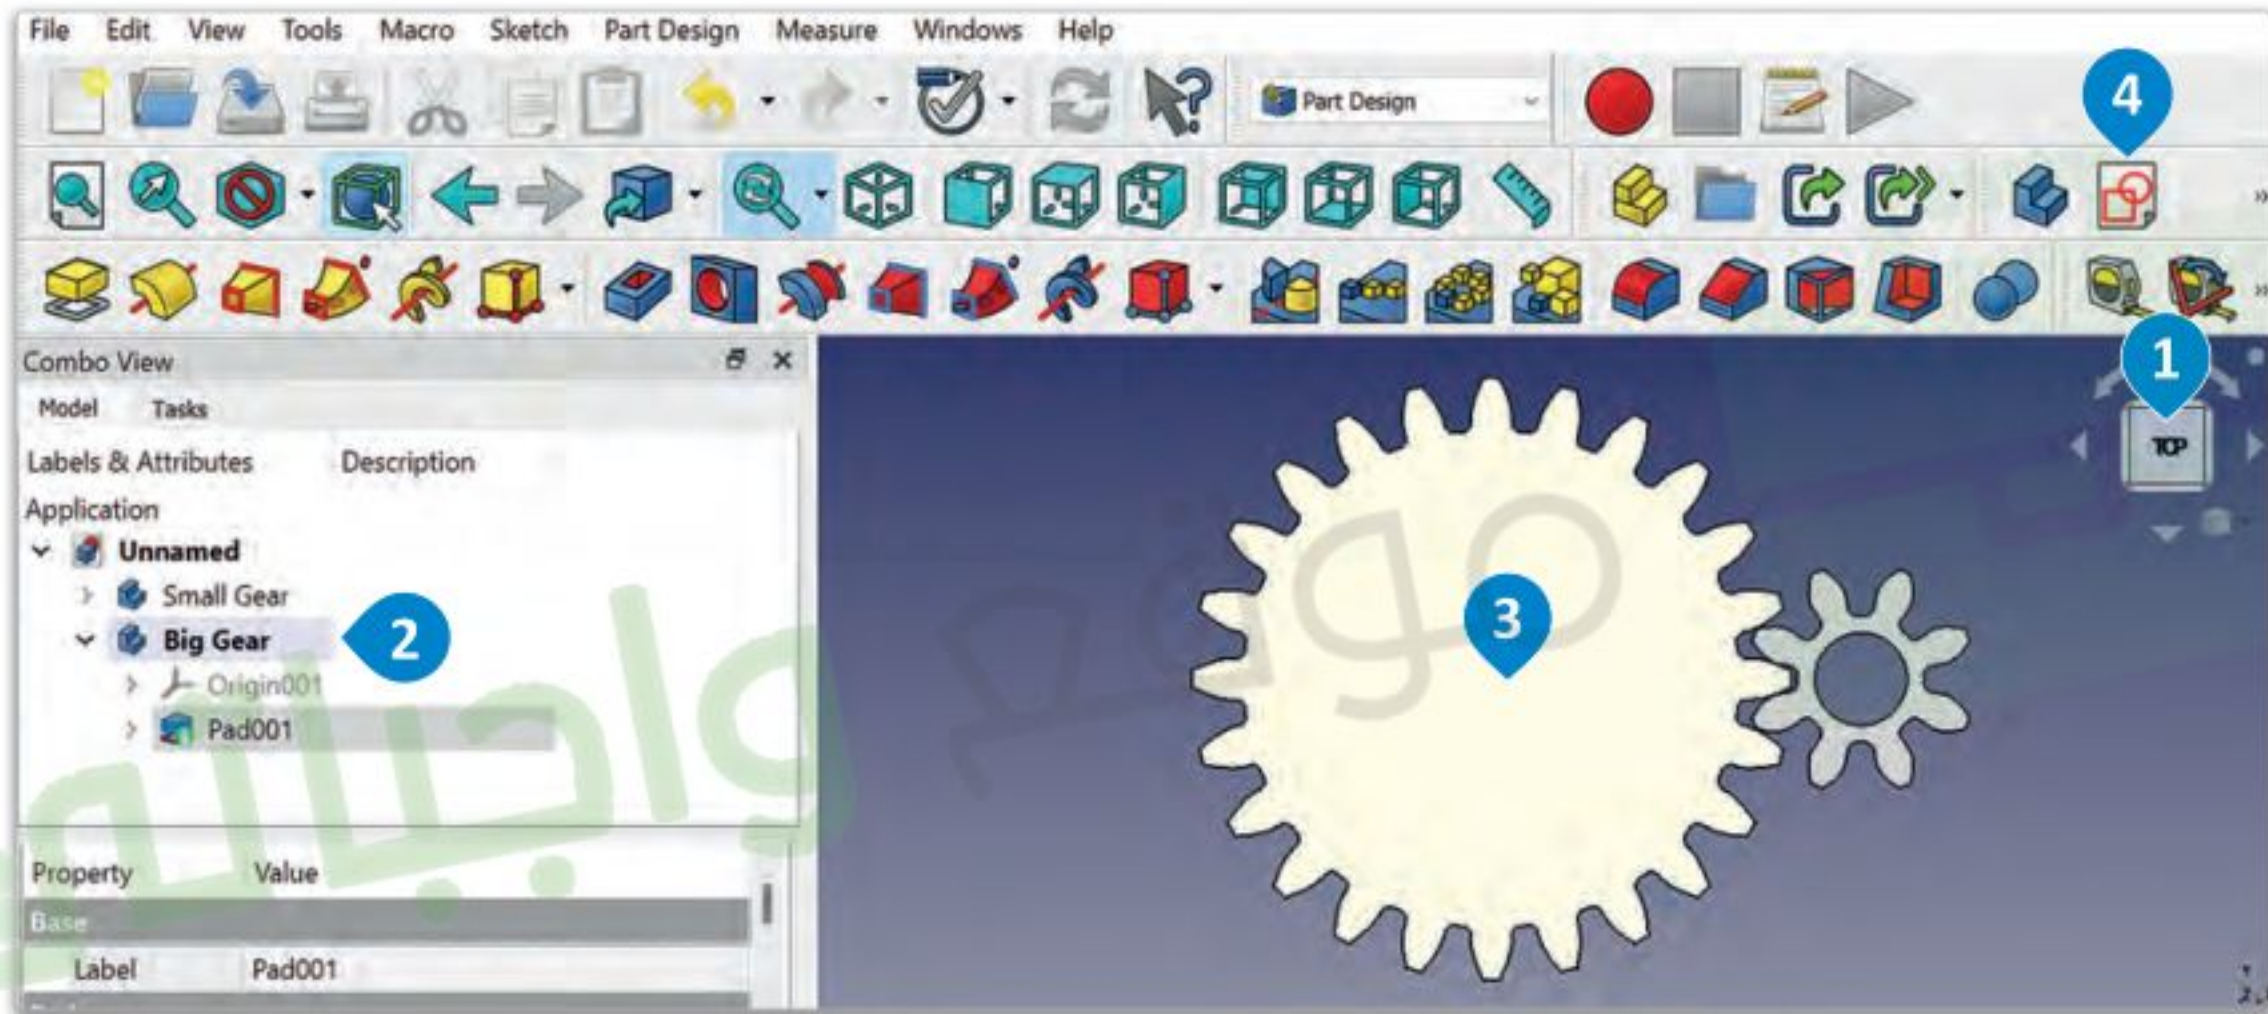 File Edit View Tools Macro Sketch Part Design Measure Windows Help
Part Design
4
1
Combo View
Model Tasks
TOP
Labels & Attributes Description
Application
Unnamed
Small Gear
Big Gear
2
3
Origin001
Pad001
موقع
Property Value
Base
Label Pad001